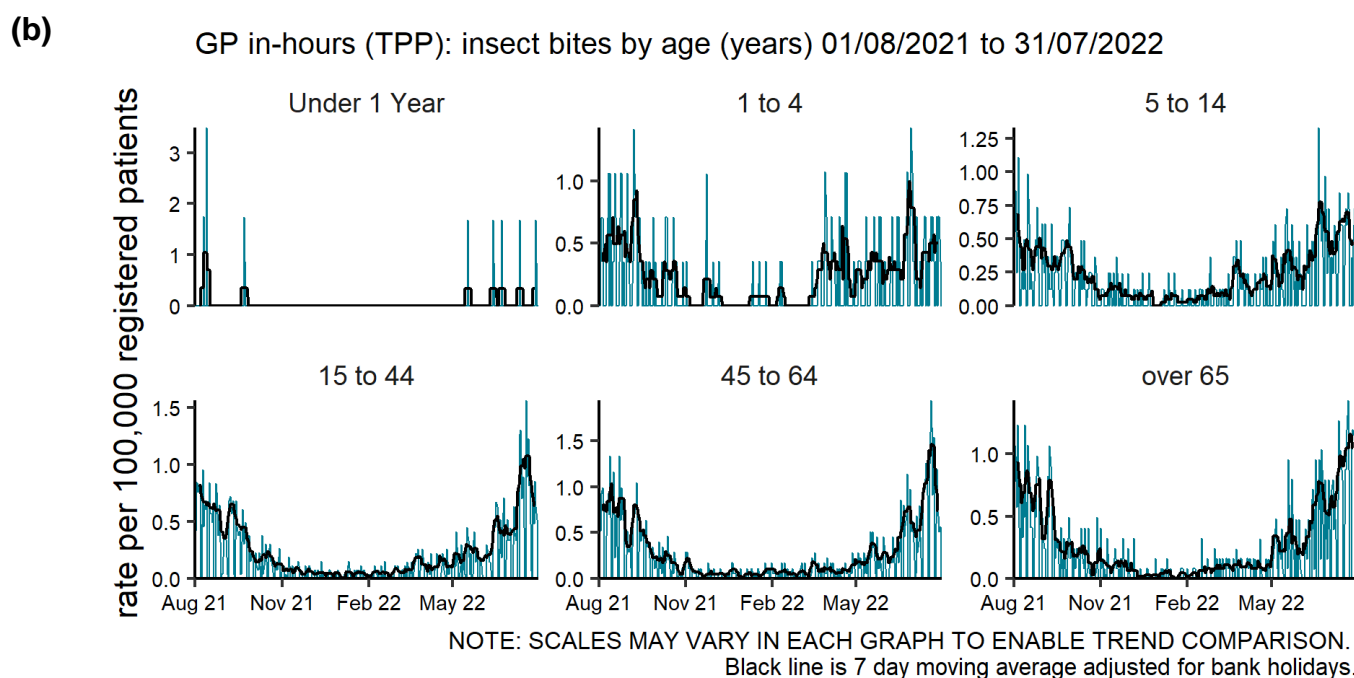 (b)
GP in-hours (TPP): insect bites by age (years) 01/08/2021 to 31/07/2022
rate per 100,000 registered patients
Under 1 Year
3
2
1
0
1 to 4
1.0
0.5
0.0
5 to 14
1.25
1.00
0.75
0.50
0.25
0.00
15 to 44
1.5
1.0
0.5
0.0
Aug 21 Nov 21 Feb 22 May 22
45 to 64
1.5
1.0
0.5
0.0
Aug 21 Nov 21 Feb 22 May 22
over 65
1.0
0.5
0.0
Aug 21 Nov 21 Feb 22 May 22
NOTE: SCALES MAY VARY IN EACH GRAPH TO ENABLE TREND COMPARISON.
Black line is 7 day moving average adjusted for bank holidays.